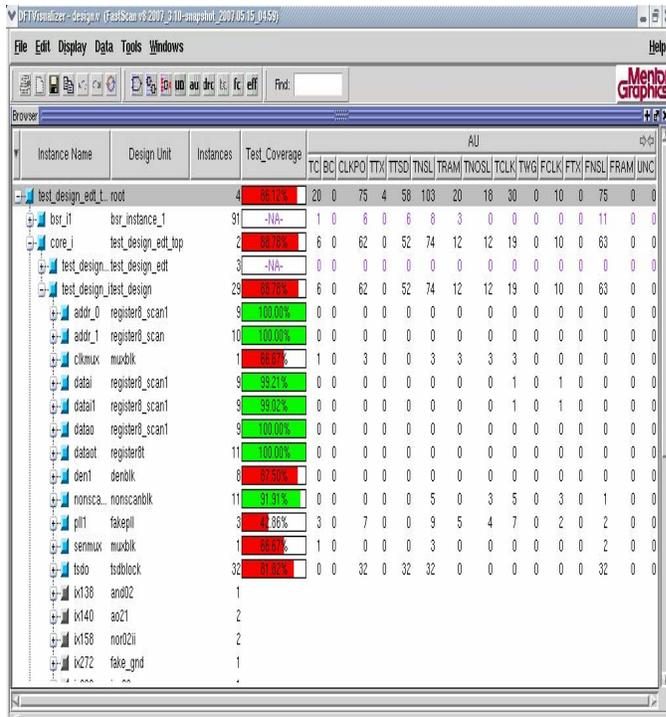 DFTVisualizer - design.v (FastScan v8.2007_3.10-snapshot_2007.05.15_04.59)
File Edit Display Data Tools Windows Help
un au drc fc eff Find: Mentor Graphics
Browser
AU
Instance Name Design Unit Instances Test_Coverage
TC BC CLKPO TTX TTSD TNSL TRAM TNOSL TCLK TWG FCLK FTX FNSL FRAM UNC
test_design_edt_t... root 4 86.12% 20 0 75 4 58 103 20 18 30 0 10 0 75 0 0
bsr_i1 bsr_instance_1 91 -NA- 1 0 6 0 6 8 3 0 0 0 0 0 11 0 0
core_i test_design_edt_top 2 88.78% 6 0 62 0 52 74 12 12 19 0 10 0 63 0 0
test_design... test_design_edt 3 -NA- 0 0 0 0 0 0 0 0 0 0 0 0 0 0 0
test_design_i test_design 29 88.78% 6 0 62 0 52 74 12 12 19 0 10 0 63 0 0
addr_0 register8_scan1 9 100.00% 0 0 0 0 0 0 0 0 0 0 0 0 0 0 0
addr_1 register8_scan 10 100.00% 0 0 0 0 0 0 0 0 0 0 0 0 0 0 0
clkmux muxblk 1 66.67% 1 0 3 0 0 3 3 3 3 0 0 0 0 0 0
datai register8_scan1 9 99.21% 0 0 0 0 0 0 0 0 1 0 1 0 0 0 0
datai1 register8_scan1 9 99.02% 0 0 0 0 0 0 0 0 1 0 1 0 0 0 0
datao register8_scan1 9 100.00% 0 0 0 0 0 0 0 0 0 0 0 0 0 0 0
dataot register8t 11 100.00% 0 0 0 0 0 0 0 0 0 0 0 0 0 0 0
den1 denblk 8 87.50% 0 0 0 0 0 0 0 0 0 0 0 0 0 0 0
nonsca... nonscanblk 11 91.91% 0 0 0 0 0 5 0 3 5 0 3 0 1 0 0
pll1 fakepll 3 42.86% 3 0 7 0 0 9 5 4 7 0 2 0 2 0 0
senmux muxblk 1 66.67% 1 0 0 0 0 3 0 0 0 0 0 0 2 0 0
tsdo tsdblock 32 81.82% 0 0 32 0 32 32 0 0 0 0 0 0 32 0 0
ix138 and02 1
ix140 ao21 2
ix158 nor02ii 2
ix272 fake_gnd 1